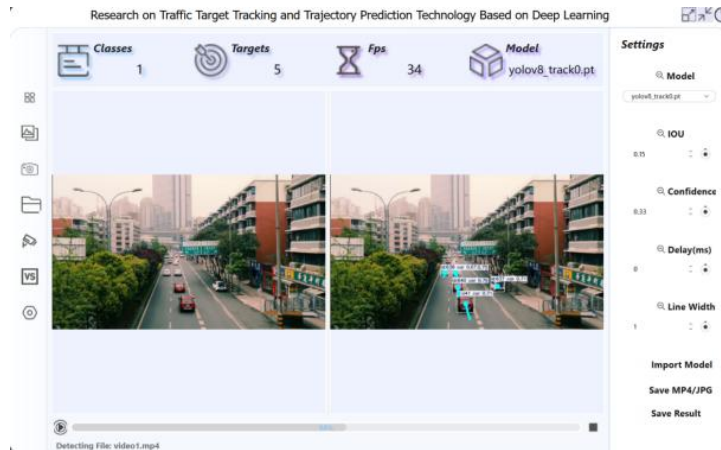 Research on Traffic Target Tracking and Trajectory Prediction Technology Based on Deep Learning
Classes
1
Targets
5
Fps
34
Model
yolov8_track0.pt
Settings
Model
yolov8_track0.pt
IOU
0.15
Confidence
0.33
Delay(ms)
0
Line Width
1
Import Model
Save MP4/JPG
Save Result
VS
Detecting File: video1.mp4